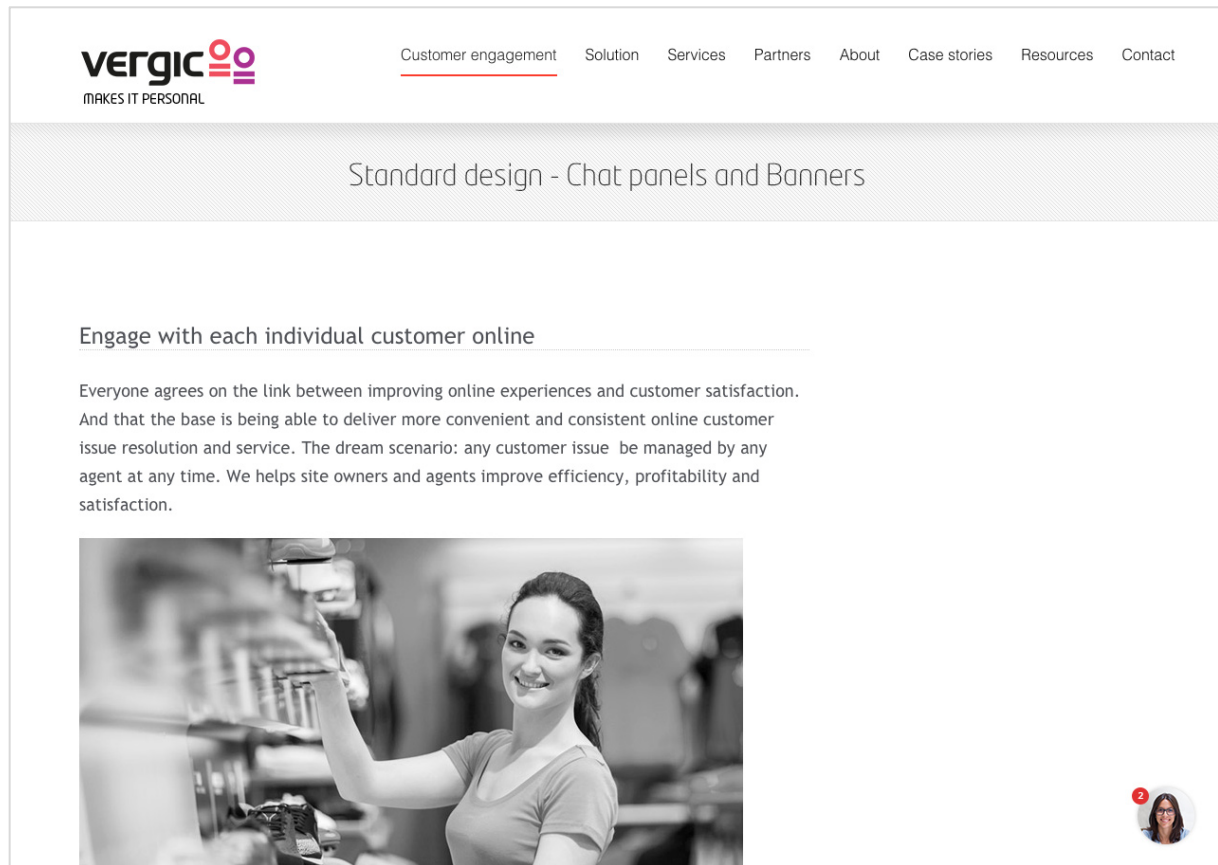 vergic
MAKES IT PERSONAL
Customer engagement Solution Services Partners About Case stories Resources Contact
Standard design - Chat panels and Banners
Engage with each individual customer online
Everyone agrees on the link between improving online experiences and customer satisfaction.
And that the base is being able to deliver more convenient and consistent online customer
issue resolution and service. The dream scenario: any customer issue  be managed by any
agent at any time. We helps site owners and agents improve efficiency, profitability and
satisfaction.
2